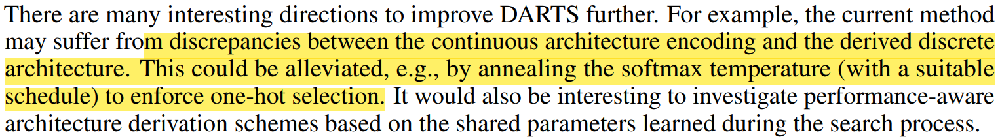 There are many interesting directions to improve DARTS further. For example, the current method
may suffer from discrepancies between the continuous architecture encoding and the derived discrete
architecture. This could be alleviated, e.g., by annealing the softmax temperature (with a suitable
schedule) to enforce one-hot selection. It would also be interesting to investigate performance-aware
architecture derivation schemes based on the shared parameters learned during the search process.